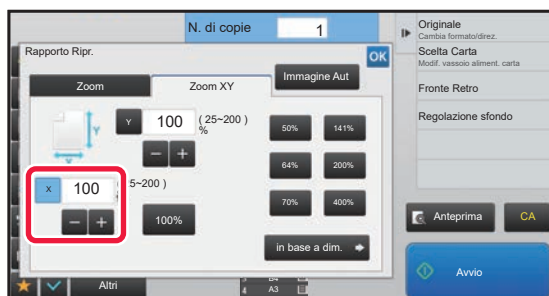 N. di copie
1
Originale
Cambia formato/direz.
Scelta Carta
Modif. vassoio aliment. carta
Fronte Retro
Regolazione sfondo
Rapporto Ripr.
OK
Immagine Aut
Zoom
Zoom XY
Y
Y
100
(25~200)
%
50%
141%
64%
200%
70%
400%
X
X
100
5~200 )
100%
in base a dim.
Anteprima
CA
Avvio
Altri
4 A3